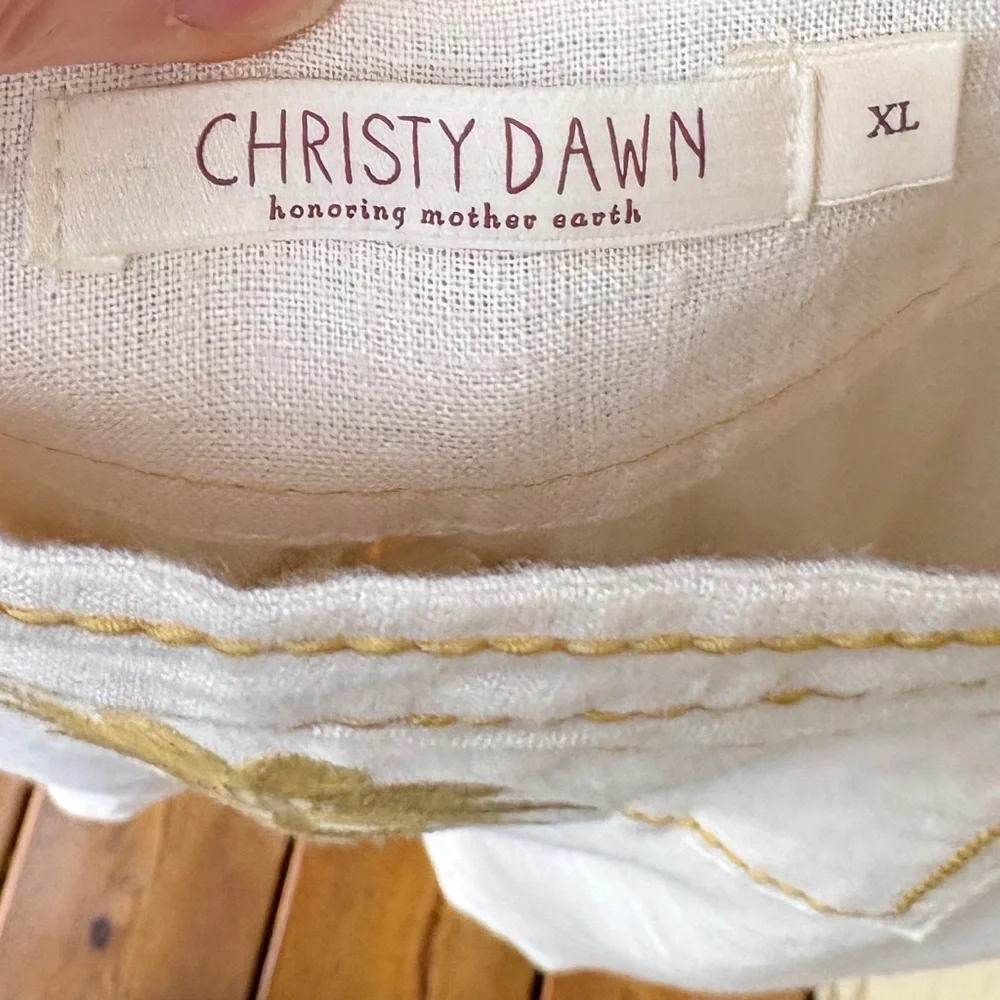 CHRISTY DAWN
honoring mother earth
XL